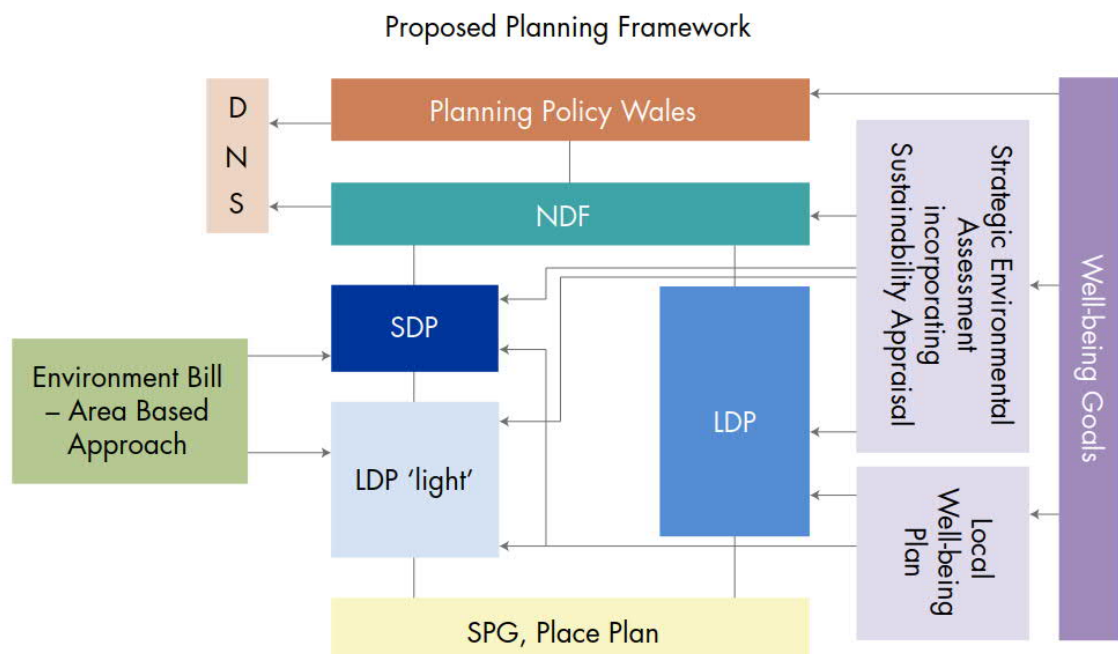 Proposed Planning Framework
D
N
S
Planning Policy Wales
NDF
SDP
Environment Bill
– Area Based
Approach
LDP ‘light’
LDP
Strategic Environmental
Assessment
incorporating
Sustainability Appraisal
Local
Well-being
Plan
Well-being Goals
SPG, Place Plan